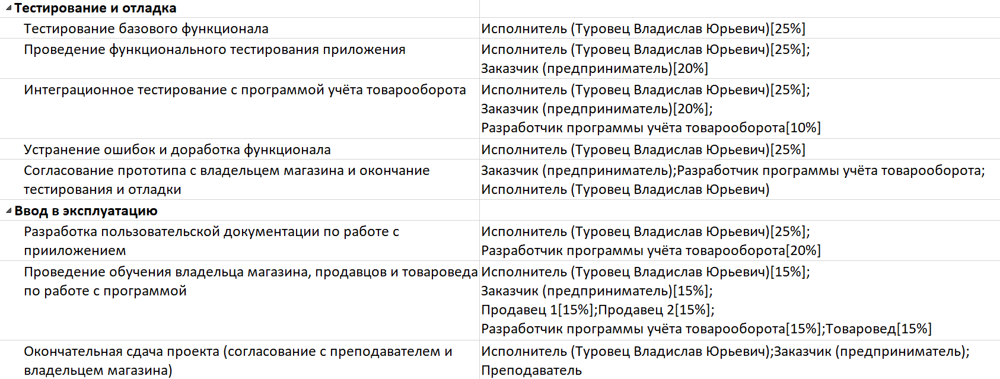 Тестирование и отладка
Тестирование базового функционала
Исполнитель (Туровец Владислав Юрьевич)[25%]
Проведение функционального тестирования приложения
Исполнитель (Туровец Владислав Юрьевич)[25%];
Заказчик (предприниматель)[20%]
Интеграционное тестирование с программой учёта товарооборота
Исполнитель (Туровец Владислав Юрьевич)[25%];
Заказчик (предприниматель)[20%];
Разработчик программы учёта товарооборота[10%]
Устранение ошибок и доработка функционала
Исполнитель (Туровец Владислав Юрьевич)[25%]
Согласование прототипа с владельцем магазина и окончание
тестирования и отладки
Заказчик (предприниматель);Разработчик программы учёта товарооборота;
Исполнитель (Туровец Владислав Юрьевич)
Ввод в эксплуатацию
Разработка пользовательской документации по работе с
прииложением
Исполнитель (Туровец Владислав Юрьевич)[25%];
Разработчик программы учёта товарооборота[20%]
Проведение обучения владельца магазина, продавцов и товароведа
по работе с программой
Исполнитель (Туровец Владислав Юрьевич)[15%];
Заказчик (предприниматель)[15%];
Продавец 1[15%];Продавец 2[15%];
Разработчик программы учёта товарооборота[15%];Товаровед[15%]
Окончательная сдача проекта (согласование с преподавателем и
владельцем магазина)
Исполнитель (Туровец Владислав Юрьевич);Заказчик (предприниматель);
Преподаватель